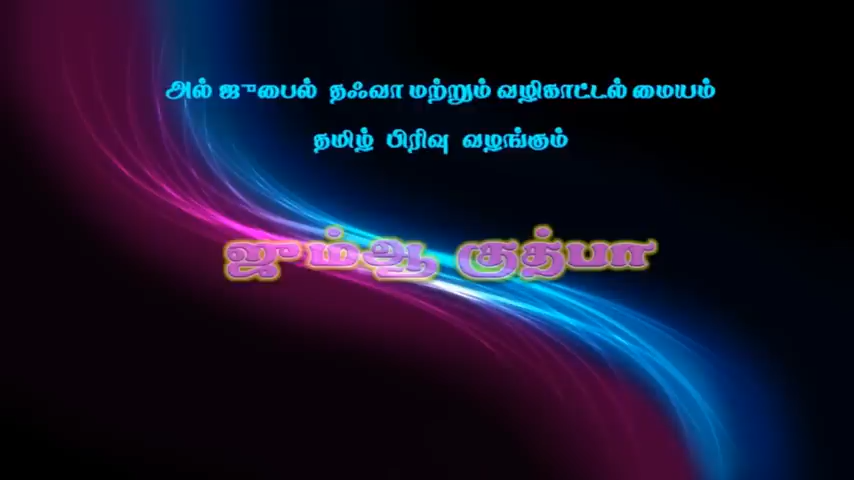 அல் ஜுபைல் தஃவா மற்றும் வழிகாட்டல் மையம்
தமிழ் பிரிவு வழங்கும்
ஜும்ஆ குத்பா